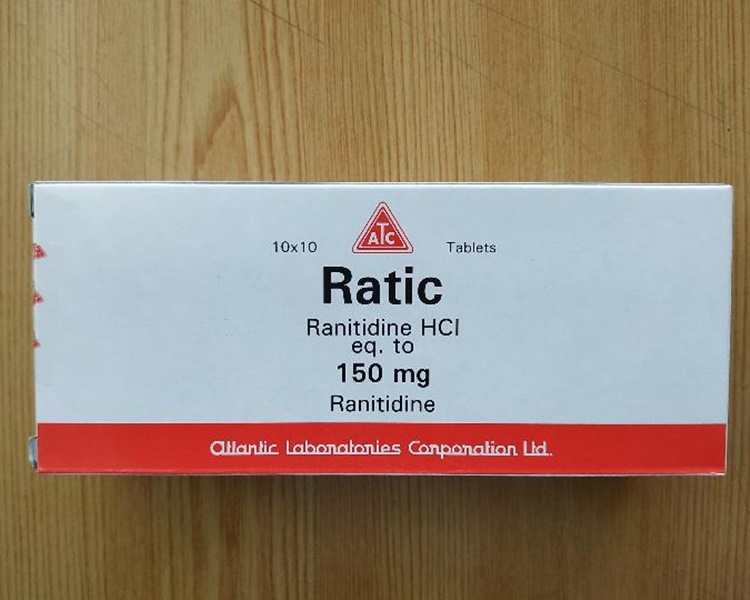 10x10 ATC Tablets
Ratic
Ranitidine HCl
eq. to
150 mg
Ranitidine
Atlantic Laboratories Corporation Ltd.